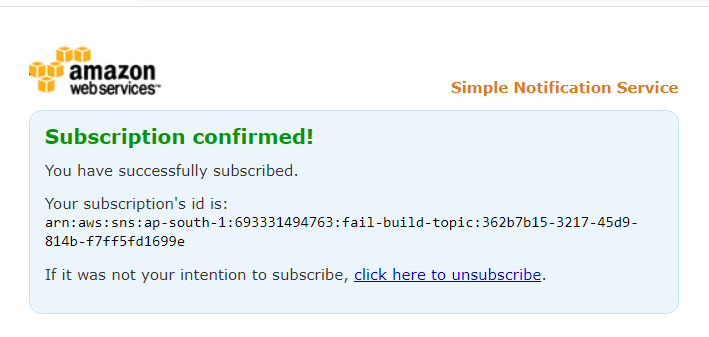 amazon
webservices™
Simple Notification Service
Subscription confirmed!
You have successfully subscribed.
Your subscription's id is:
arn:aws:sns:ap-south-1:693331494763:fail-build-topic:362b7b15-3217-45d9-
814b-f7ff5fd1699e
If it was not your intention to subscribe, click here to unsubscribe.